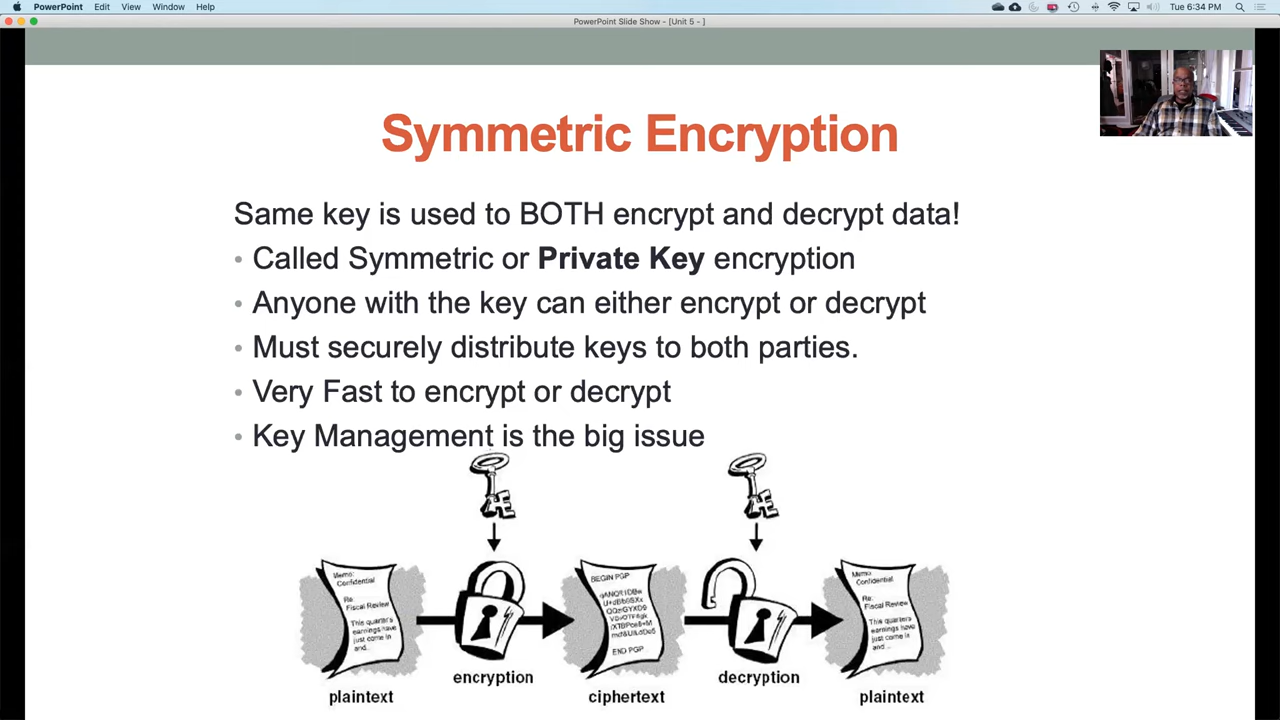 PowerPoint Edit View Window Help
Tue 6:34 PM
PowerPoint Slide Show - [Unit 5 - ]
Symmetric Encryption
Same key is used to BOTH encrypt and decrypt data!
• Called Symmetric or Private Key encryption
• Anyone with the key can either encrypt or decrypt
• Must securely distribute keys to both parties.
• Very Fast to encrypt or decrypt
• Key Management is the big issue
Memo:
Confidential
Re:
Fiscal Review
This quarter's
earnings have
just come in
and...
BEGIN PGP
END PGP
Memo:
Confidential
Re:
Fiscal Review
This quarter's
earnings have
just come in
and...
encryption
decryption
plaintext
ciphertext
plaintext